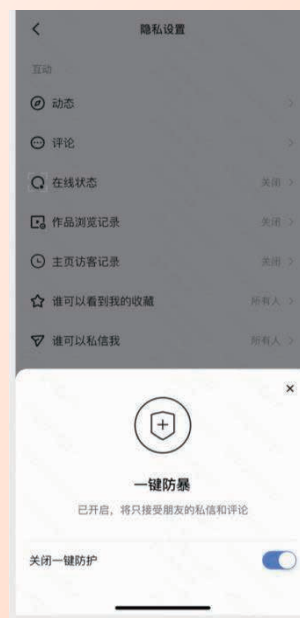 隐私设置
互动
动态
评论
在线状态 关闭
作品浏览记录 关闭
主页访客记录 关闭
谁可以看到我的收藏 所有人
谁可以私信我 所有人
一键防暴
已开启，将只接受朋友的私信和评论
关闭一键防护